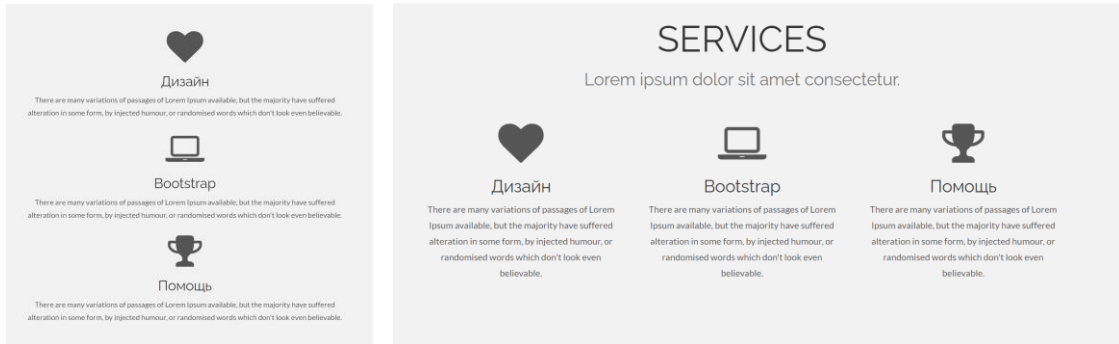 Дизайн
There are many variations of passages of Lorem Ipsum available, but the majority have suffered
alteration in some form, by injected humour, or randomised words which don't look even believable.
Bootstrap
There are many variations of passages of Lorem Ipsum available, but the majority have suffered
alteration in some form, by injected humour, or randomised words which don't look even believable.
Помощь
There are many variations of passages of Lorem Ipsum available, but the majority have suffered
alteration in some form, by injected humour, or randomised words which don't look even believable.
SERVICES
Lorem ipsum dolor sit amet consectetur.
Дизайн
There are many variations of passages of Lorem
Ipsum available, but the majority have suffered
alteration in some form, by injected humour, or
randomised words which don't look even
believable.
Bootstrap
There are many variations of passages of Lorem
Ipsum available, but the majority have suffered
alteration in some form, by injected humour, or
randomised words which don't look even
believable.
Помощь
There are many variations of passages of Lorem
Ipsum available, but the majority have suffered
alteration in some form, by injected humour, or
randomised words which don't look even
believable.